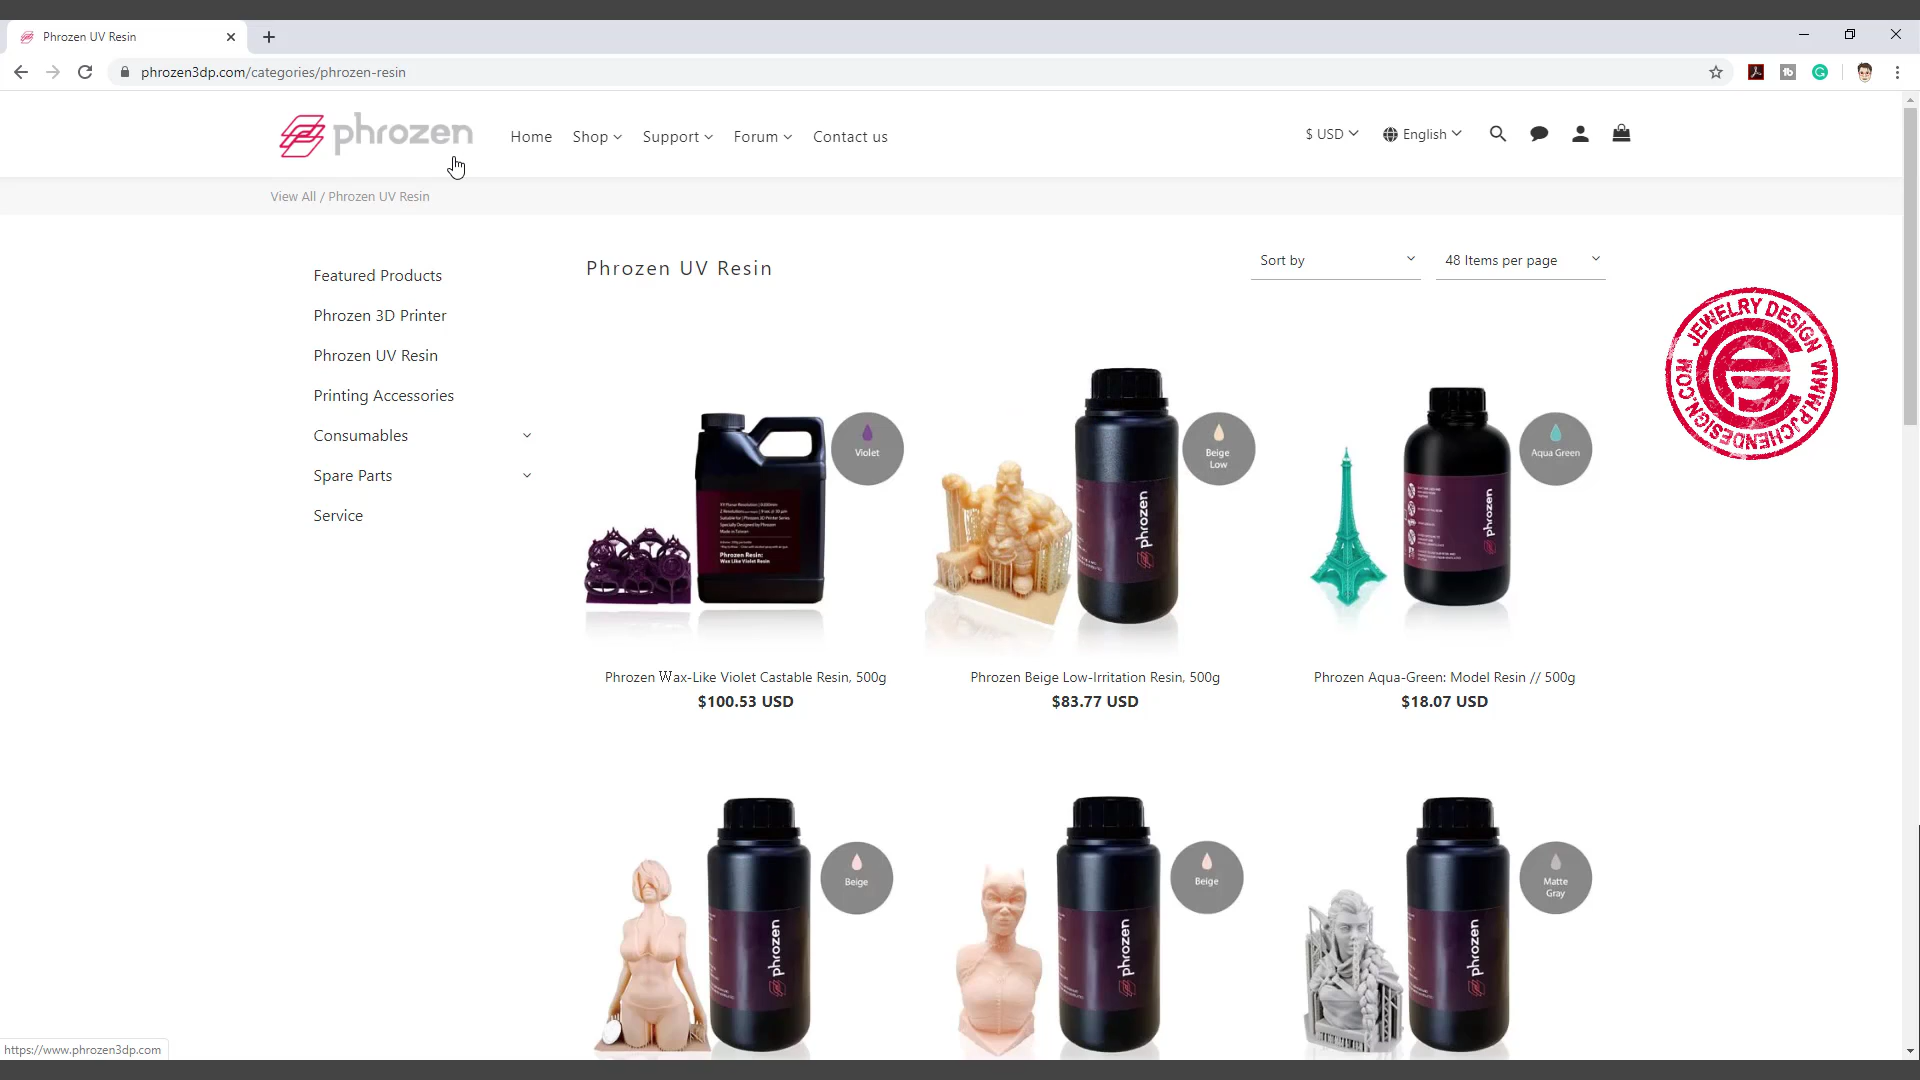 Phrozen UV Resin
phrozen3dp.com/categories/phrozen-resin
phrozen
Home
Shop
Support
Forum
Contact us
$ USD
English
View All / Phrozen UV Resin
Featured Products
Phrozen 3D Printer
Phrozen UV Resin
Printing Accessories
Consumables
Spare Parts
Service
Phrozen UV Resin
Sort by
48 Items per page
JEWELRY DESIGN WWW.PJCHENDESIGN.COM
Violet
Phrozen Resin:
Wax Like Violet Resin
Beige
Low
phrozen
Aqua Green
phrozen
Phrozen Wax-Like Violet Castable Resin, 500g
$100.53 USD
Phrozen Beige Low-Irritation Resin, 500g
$83.77 USD
Phrozen Aqua-Green: Model Resin // 500g
$18.07 USD
Beige
phrozen
Beige
phrozen
Matte
Gray
phrozen
https://www.phrozen3dp.com